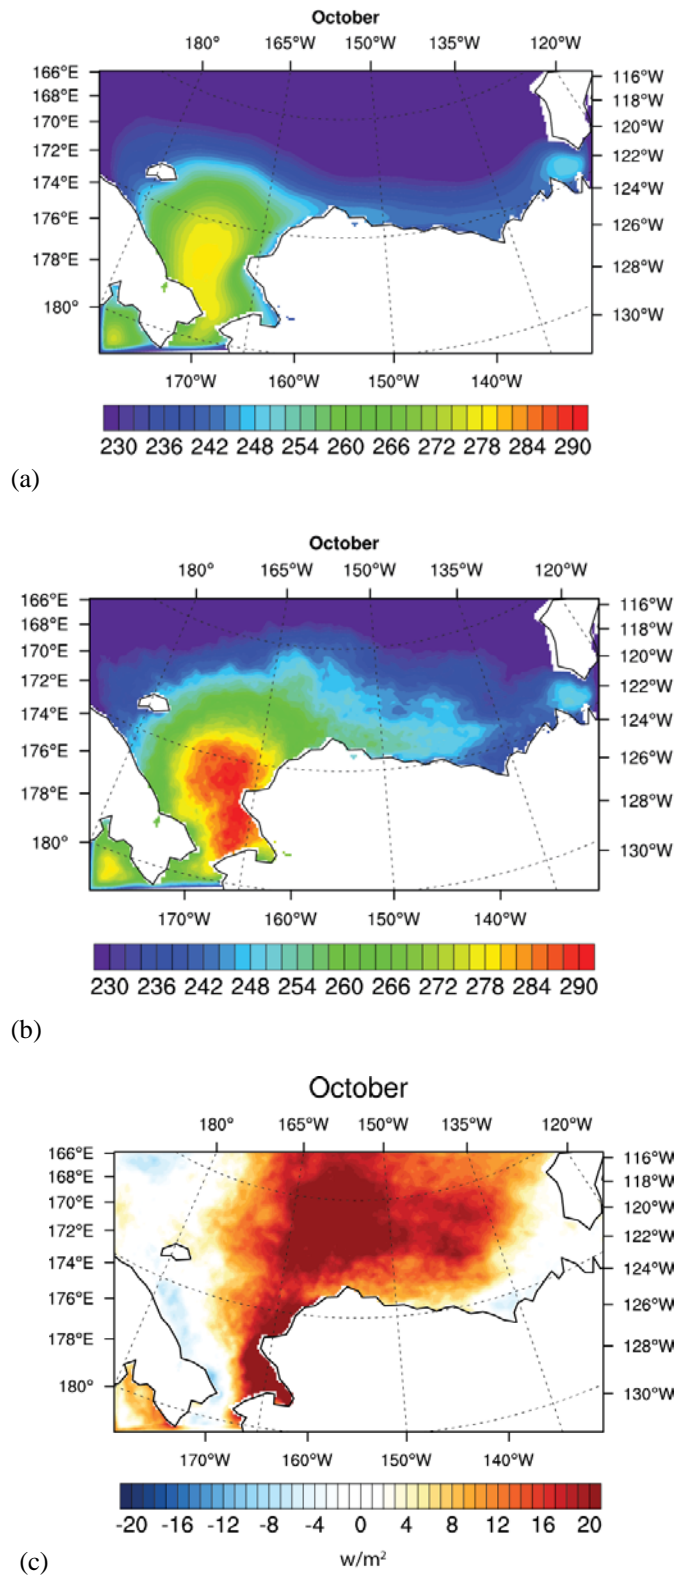 October
180° 165°W 150°W 135°W 120°W
166°E 116°W
168°E 118°W
170°E 120°W
172°E 122°W
174°E 124°W
176°E 126°W
178°E 128°W
180° 130°W
170°W 160°W 150°W 140°W
230 236 242 248 254 260 266 272 278 284 290
(a)
October
180° 165°W 150°W 135°W 120°W
166°E 116°W
168°E 118°W
170°E 120°W
172°E 122°W
174°E 124°W
176°E 126°W
178°E 128°W
180° 130°W
170°W 160°W 150°W 140°W
230 236 242 248 254 260 266 272 278 284 290
(b)
October
180° 165°W 150°W 135°W 120°W
166°E 116°W
168°E 118°W
170°E 120°W
172°E 122°W
174°E 124°W
176°E 126°W
178°E 128°W
180° 130°W
170°W 160°W 150°W 140°W
-20 -16 -12 -8 -4 0 4 8 12 16 20
(c) w/m²